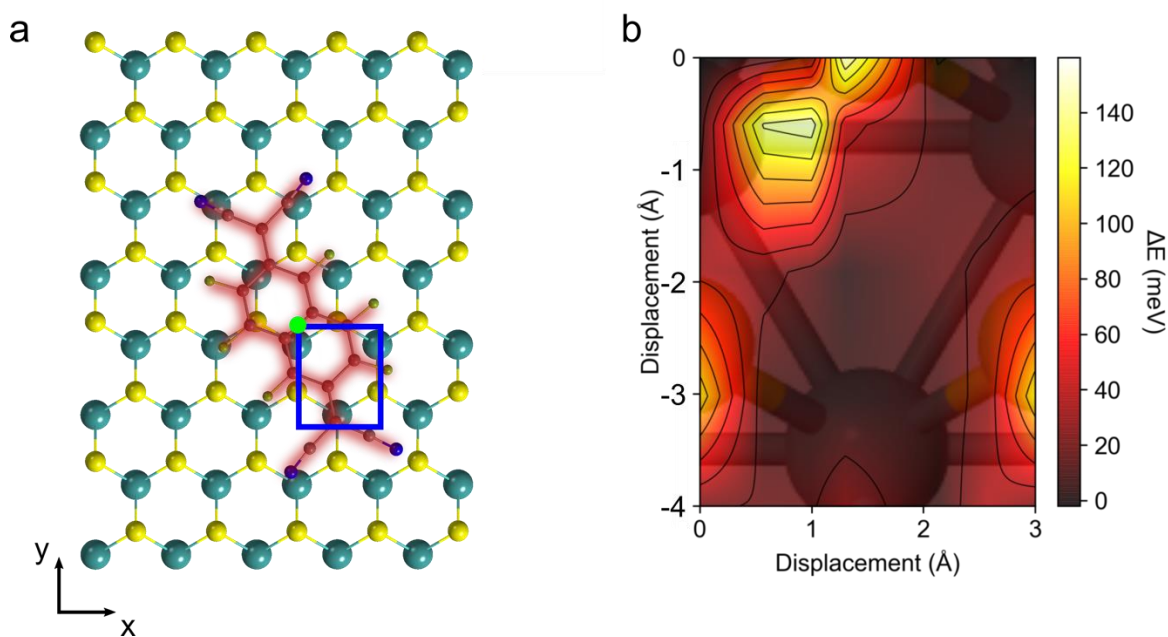 a
y
x
b
Displacement (Å)
0
-1
-2
-3
-4
0
1
2
3
Displacement (Å)
140
120
100
80
60
40
20
0
ΔE (meV)